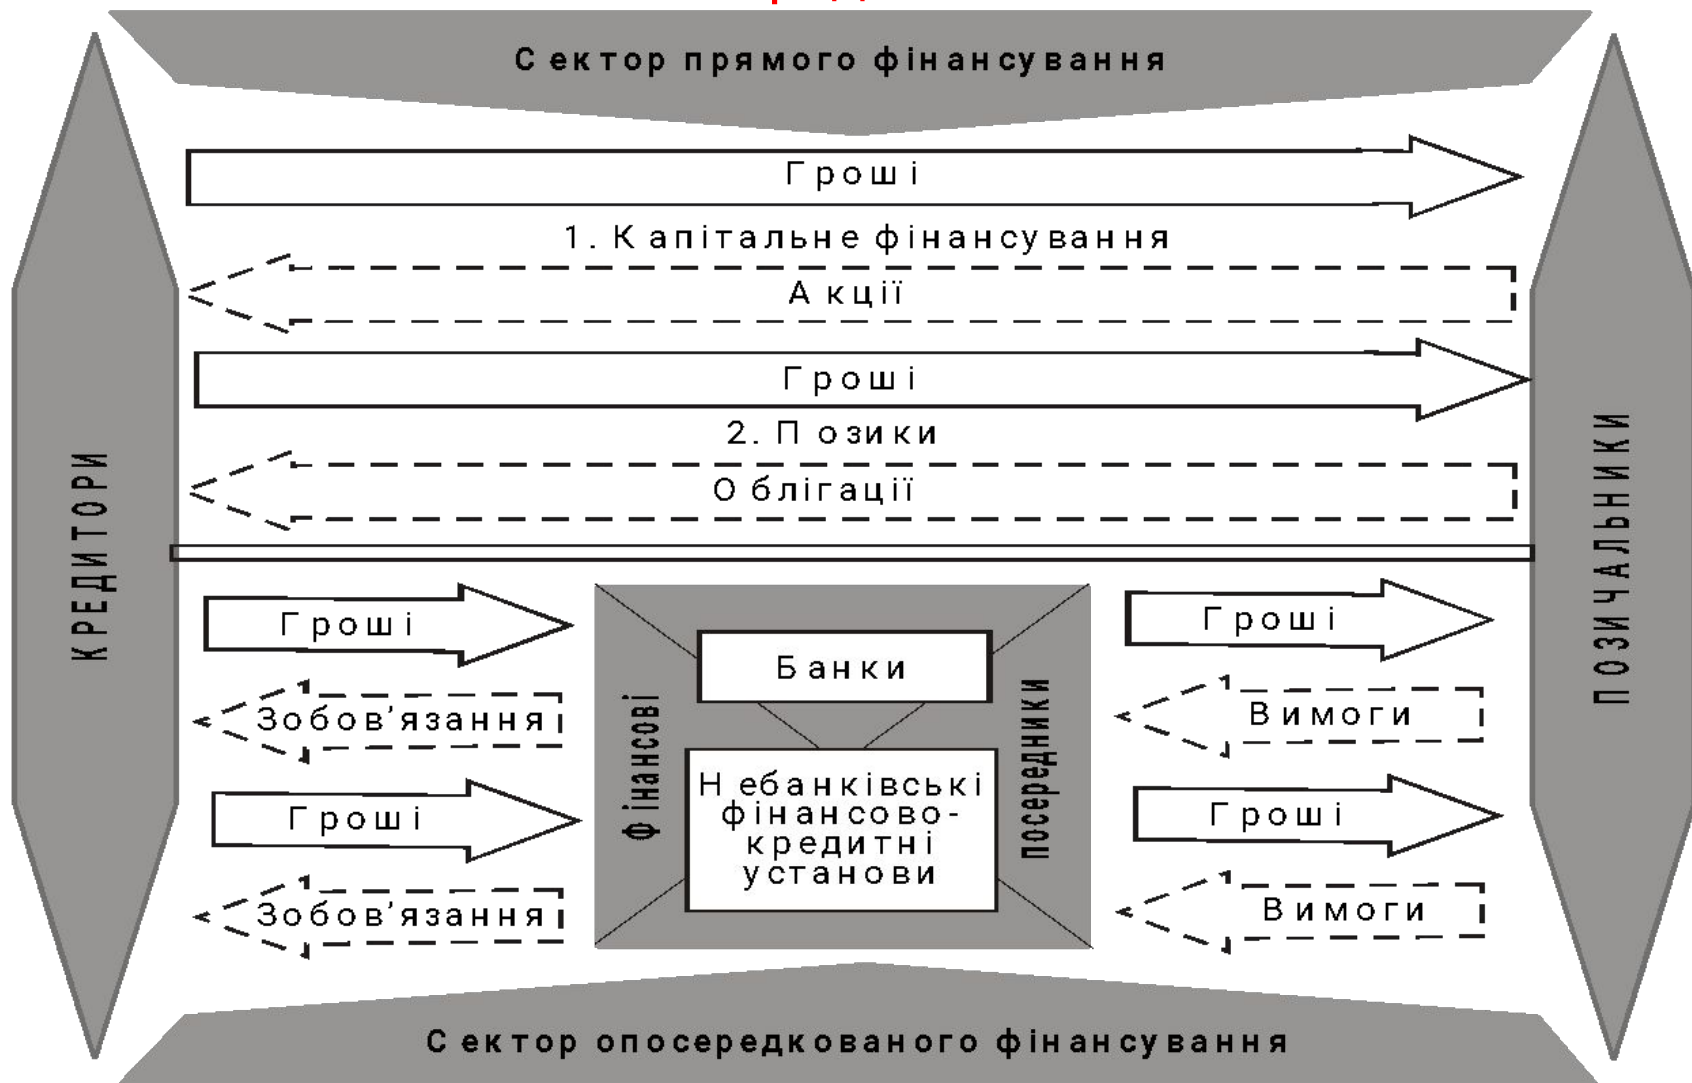 Сектор прямого фінансування
Гроші
1. Капітальне фінансування
Акції
Гроші
2. Позики
Облігації
КРЕДИТОРИ
ПОЗИЧАЛЬНИКИ
Гроші
Гроші
Банки
Зобов'язання
Вимоги
фінансові
посередники
Небанківські
фінансово-
кредитні
установи
Гроші
Гроші
Зобов'язання
Вимоги
Сектор опосередкованого фінансування